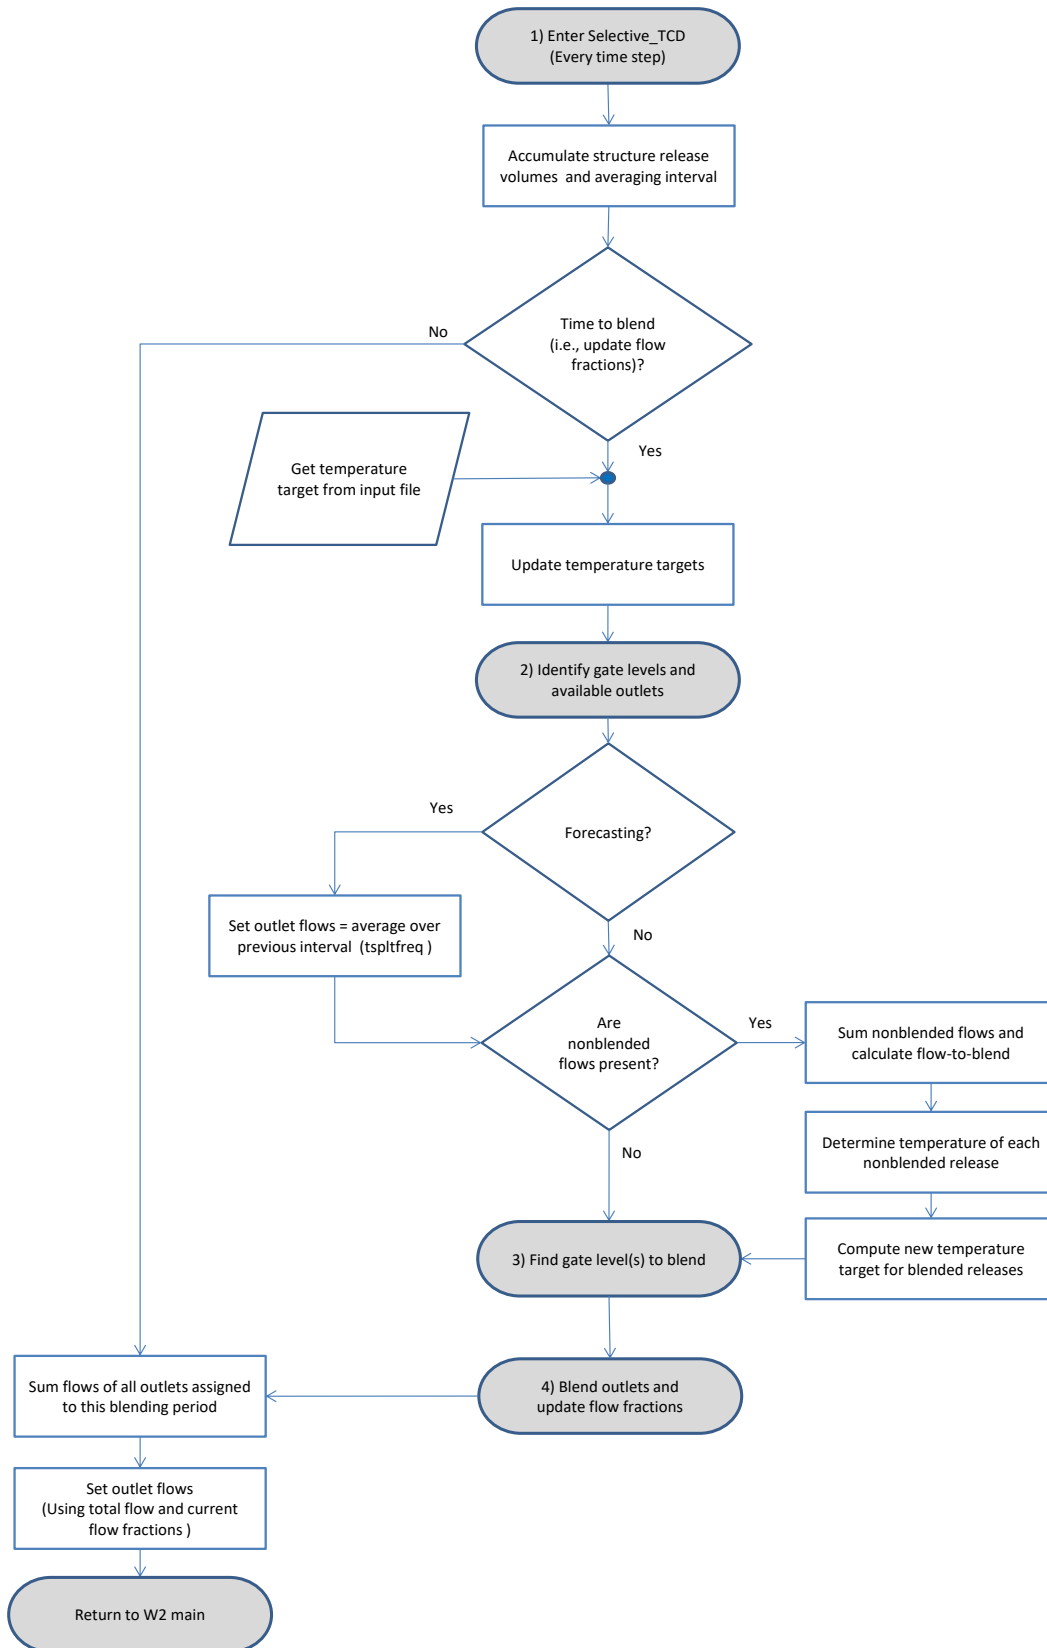 1) Enter Selective_TCD
(Every time step)
Accumulate structure release
volumes and averaging interval
Time to blend
(i.e., update flow
fractions)?
No
Yes
Get temperature
target from input file
Update temperature targets
2) Identify gate levels and
available outlets
Forecasting?
Yes
No
Set outlet flows = average over
previous interval (tspltfreq )
Are
nonblended
flows present?
Yes
No
Sum nonblended flows and
calculate flow-to-blend
Determine temperature of each
nonblended release
Compute new temperature
target for blended releases
3) Find gate level(s) to blend
4) Blend outlets and
update flow fractions
Sum flows of all outlets assigned
to this blending period
Set outlet flows
(Using total flow and current
flow fractions )
Return to W2 main